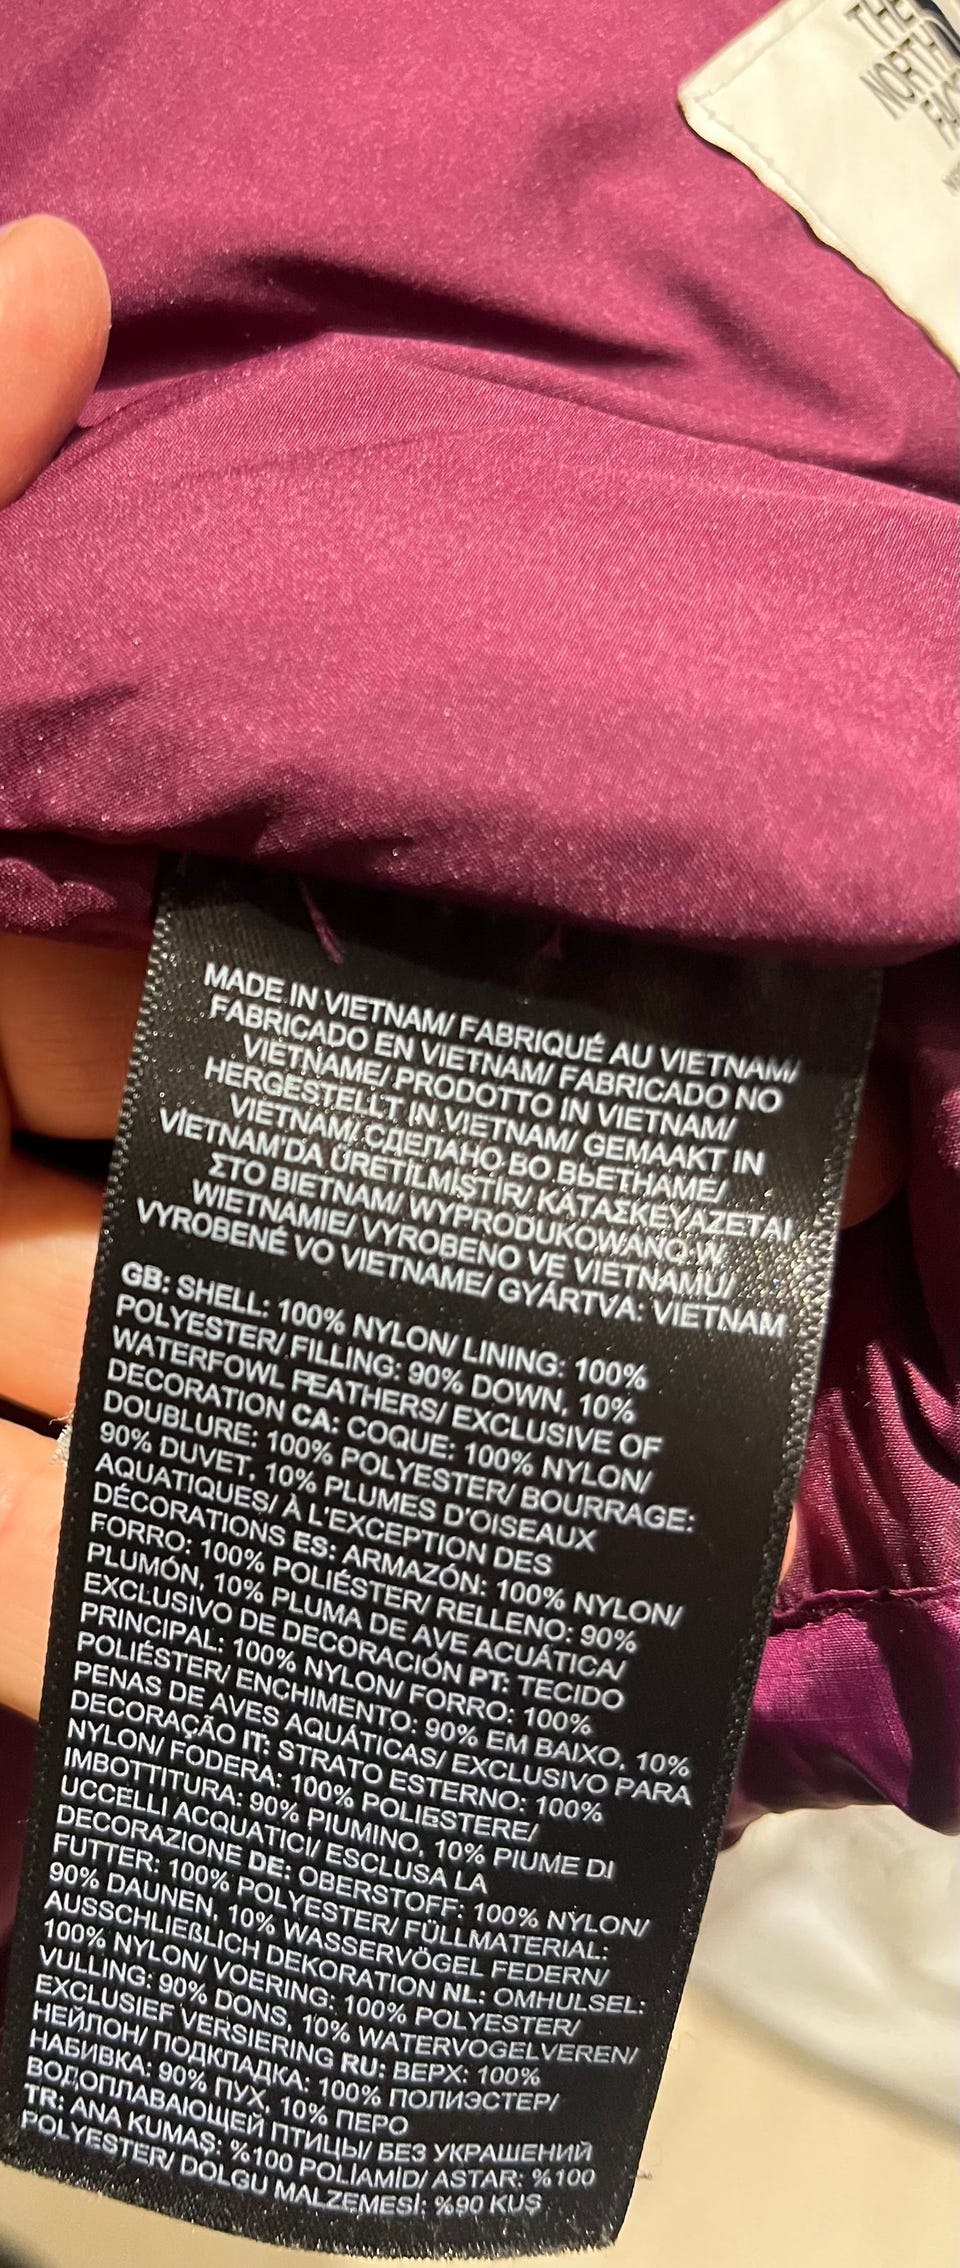 THE
NORTH
FACE
MADE IN VIETNAM/ FABRIQUÉ AU VIETNAM/
FABRICADO EN VIETNAM/ FABRICADO NO
VIETNAME/ PRODOTTO IN VIETNAM/
HERGESTELLT IN VIETNAM/ GEMAAKT IN
VIETNAM/ СДЕПАНО ВО ВЬЕТНАМЕ/
VİETNAM'DA ÜRETİLMİŞTİR/ ΚΑΤΑΣΚΕΥΑΖΕΤΑΙ
ΣΤΟ ΒΙΕΤΝΑΜ/ WYPRODUKOWANO W
WIETNAMIE/ VYROBENO VE VIETNAMU/
VYROBENÉ VO VIETNAME/ GYÁRTVA: VIETNAM
GB: SHELL: 100% NYLON/ LINING: 100%
POLYESTER/ FILLING: 90% DOWN, 10%
WATERFOWL FEATHERS/ EXCLUSIVE OF
DECORATION CA: COQUE: 100% NYLON/
DOUBLURE: 100% POLYESTER/ BOURRAGE:
90% DUVET, 10% PLUMES D'OISEAUX
AQUATIQUES/ À L'EXCEPTION DES
DÉCORATIONS ES: ARMAZÓN: 100% NYLON/
FORRO: 100% POLIÉSTER/ RELLENO: 90%
PLUMÓN, 10% PLUMA DE AVE ACUÁTICA/
EXCLUSIVO DE DECORACIÓN PT: TECIDO
PRINCIPAL: 100% NYLON/ FORRO: 100%
POLIÉSTER/ ENCHIMENTO: 90% EM BAIXO, 10%
PENAS DE AVES AQUÁTICAS/ EXCLUSIVO PARA
DECORAÇÃO IT: STRATO ESTERNO: 100%
NYLON/ FODERA: 100% POLIESTERE/
IMBOTTITURA: 90% PIUMINO, 10% PIUME DI
UCCELLI ACQUATICI/ ESCLUSA LA
DECORAZIONE DE: OBERSTOFF: 100% NYLON/
FUTTER: 100% POLYESTER/ FÜLLMATERIAL:
90% DAUNEN, 10% WASSERVÖGEL FEDERN/
AUSSCHLIEßLICH DEKORATION NL: OMHULSEL:
100% NYLON/ VOERING: 100% POLYESTER/
VULLING: 90% DONS, 10% WATERVOGELVEREN/
EXCLUSIEF VERSIERING RU: ВЕРХ: 100%
НЕЙЛОН/ ПОДКЛАДКА: 100% ПОЛИЭСТЕР/
НАБИВКА: 90% ПУХ, 10% ПЕРО
ВОДОПЛАВАЮЩЕЙ ПТИЦЫ/ БЕЗ УКРАШЕНИЙ
TR: ANA KUMAŞ: %100 POLİAMİD/ ASTAR: %100
POLYESTER/ DOLGU MALZEMESİ: %90 KUŞ